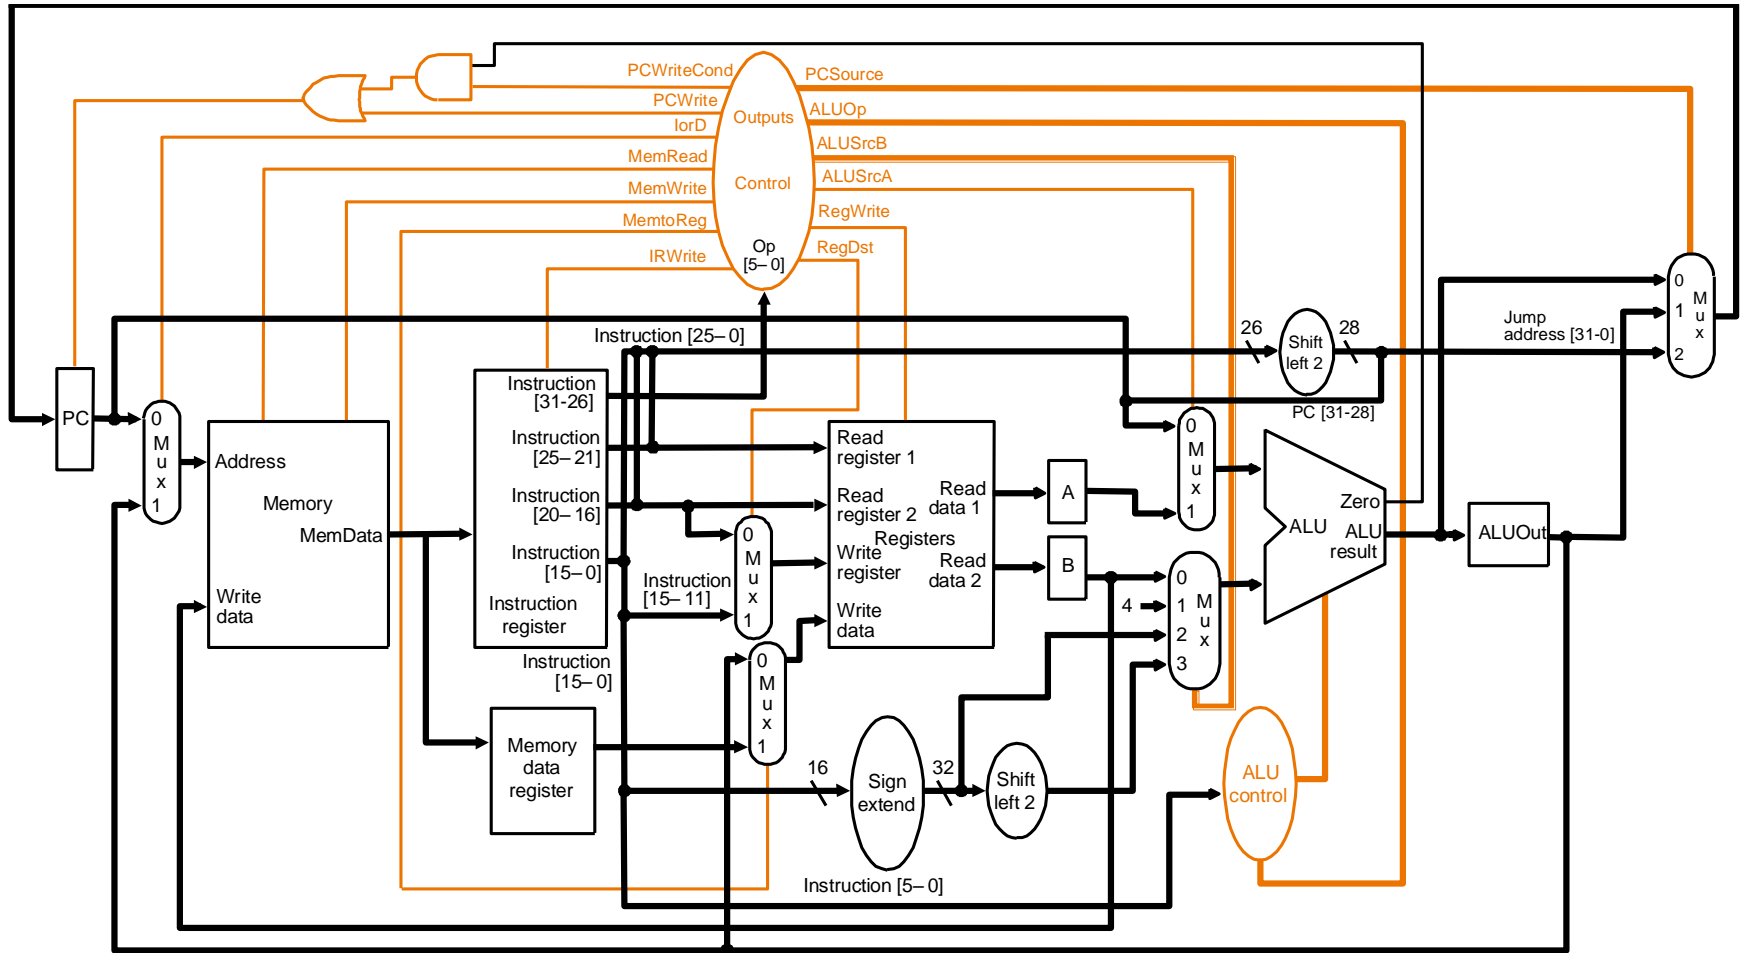 PCWriteCond
PCSource
PCWrite
ALUOp
Outputs
IorD
ALUSrcB
MemRead
ALUSrcA
Control
MemWrite
RegWrite
MemtoReg
RegDst
Op
[5–0]
IRWrite
Instruction [25–0]
26
28
Shift
left 2
Jump
address [31-0]
0
1
2
M
u
x
PC [31-28]
PC
0
M
u
x
1
Address
Memory
MemData
Write
data
Instruction
[31-26]
Instruction
[25–21]
Instruction
[20–16]
Instruction
[15–0]
Instruction
register
Instruction
[15–0]
Instruction
[15–11]
0
M
u
x
1
0
M
u
x
1
Memory
data
register
Read
register 1
Read
register 2
Registers
Write
register
Write
data
Read
data 1
Read
data 2
A
B
0
M
u
x
1
4
0
1
2
3
M
u
x
Zero
ALU
ALU
result
ALUOut
16
Sign
extend
32
Shift
left 2
ALU
control
Instruction [5–0]